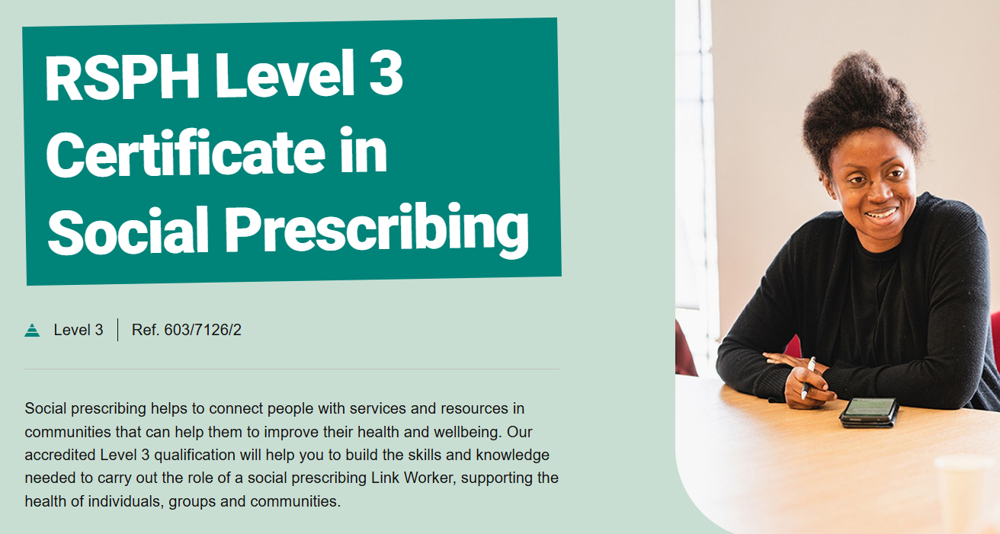 RSPH Level 3
Certificate in
Social Prescribing
Level 3 Ref. 603/7126/2
Social prescribing helps to connect people with services and resources in
communities that can help them to improve their health and wellbeing. Our
accredited Level 3 qualification will help you to build the skills and knowledge
needed to carry out the role of a social prescribing Link Worker, supporting the
health of individuals, groups and communities.